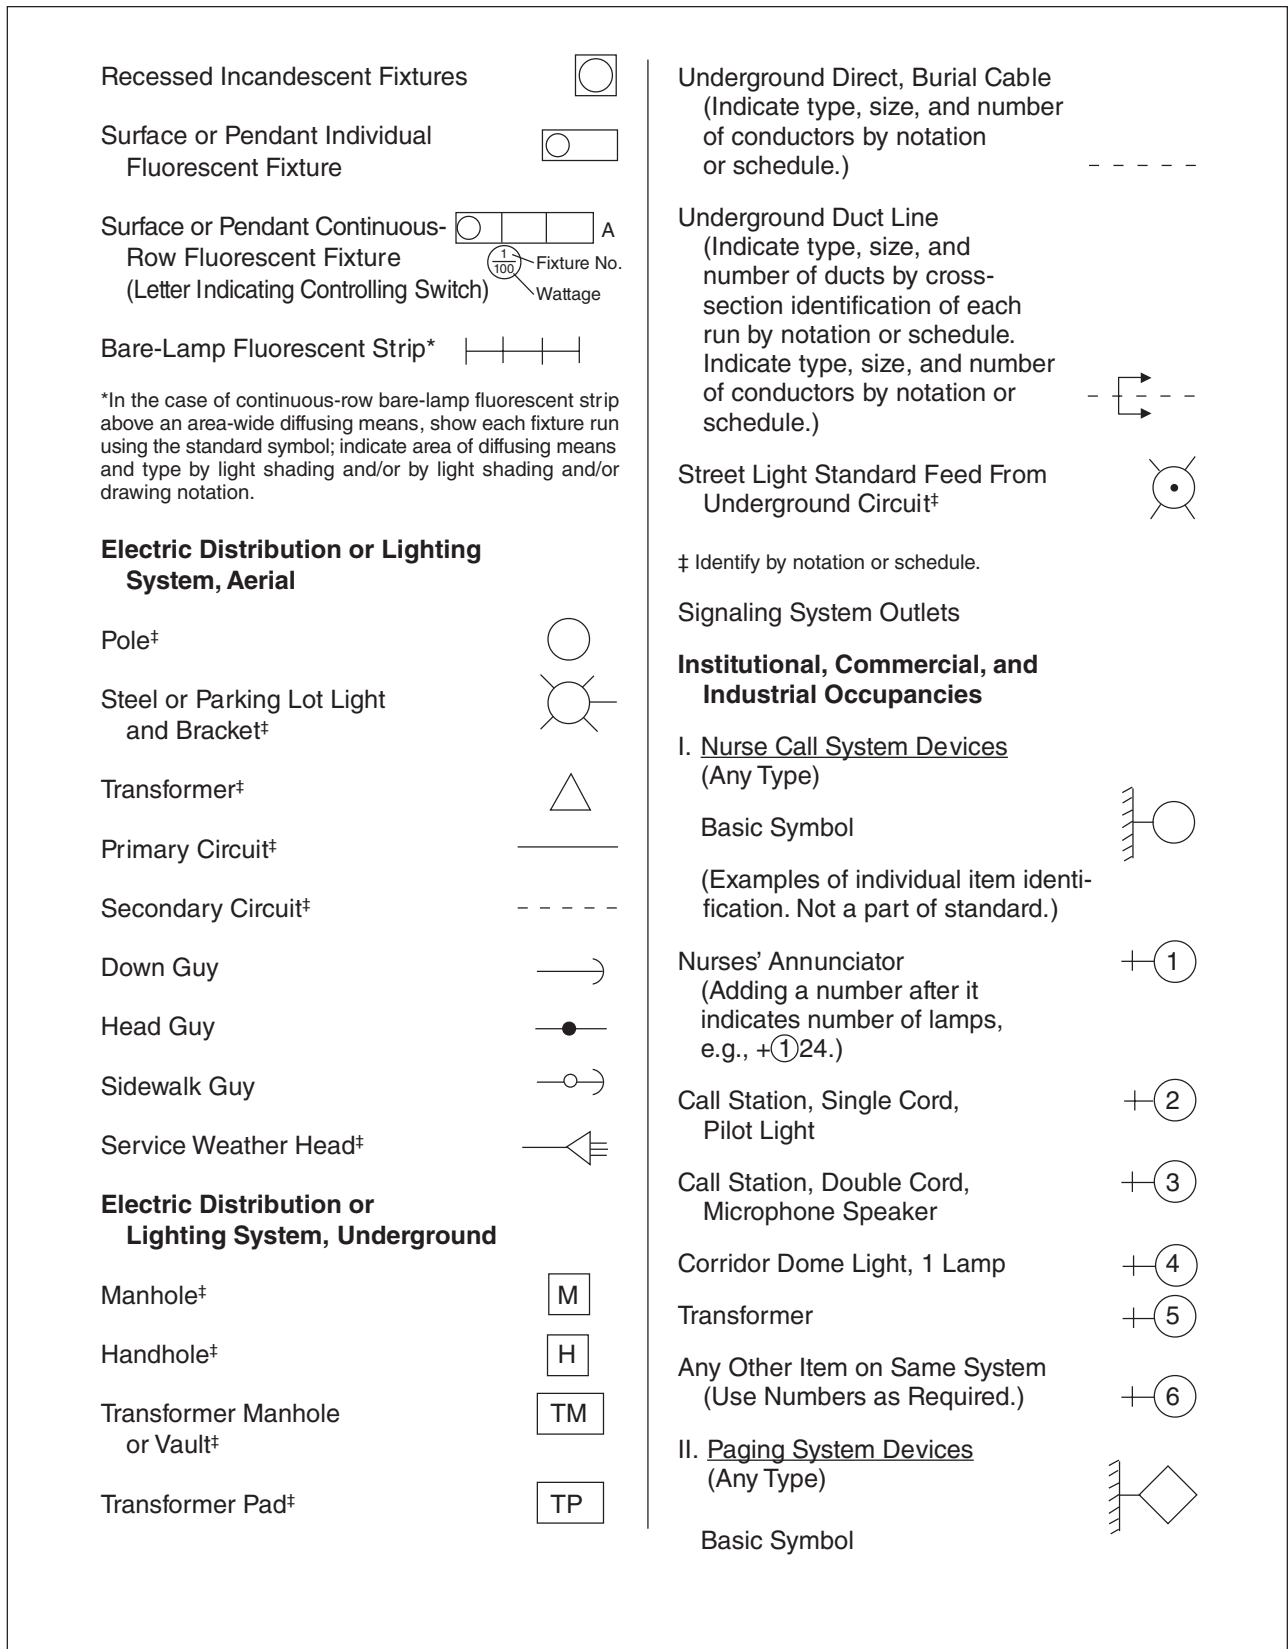 Recessed Incandescent Fixtures
Surface or Pendant Individual
Fluorescent Fixture
Surface or Pendant Continuous-
Row Fluorescent Fixture
(Letter Indicating Controlling Switch)
A
1
100
Fixture No.
Wattage
Bare-Lamp Fluorescent Strip*
*In the case of continuous-row bare-lamp fluorescent strip
above an area-wide diffusing means, show each fixture run
using the standard symbol; indicate area of diffusing means
and type by light shading and/or by light shading and/or
drawing notation.
Electric Distribution or Lighting
System, Aerial
Pole‡
Steel or Parking Lot Light
and Bracket‡
Transformer‡
Primary Circuit‡
Secondary Circuit‡
Down Guy
Head Guy
Sidewalk Guy
Service Weather Head‡
Electric Distribution or
Lighting System, Underground
Manhole‡ M
Handhole‡ H
Transformer Manhole
or Vault‡ TM
Transformer Pad‡ TP
Underground Direct, Burial Cable
(Indicate type, size, and number
of conductors by notation
or schedule.)
Underground Duct Line
(Indicate type, size, and
number of ducts by cross-
section identification of each
run by notation or schedule.
Indicate type, size, and number
of conductors by notation or
schedule.)
Street Light Standard Feed From
Underground Circuit‡
‡ Identify by notation or schedule.
Signaling System Outlets
Institutional, Commercial, and
Industrial Occupancies
I. Nurse Call System Devices
(Any Type)
Basic Symbol
(Examples of individual item identi-
fication. Not a part of standard.)
Nurses’ Annunciator 1
(Adding a number after it
indicates number of lamps,
e.g., +①24.)
Call Station, Single Cord, 2
Pilot Light
Call Station, Double Cord, 3
Microphone Speaker
Corridor Dome Light, 1 Lamp 4
Transformer 5
Any Other Item on Same System
(Use Numbers as Required.) 6
II. Paging System Devices
(Any Type)
Basic Symbol